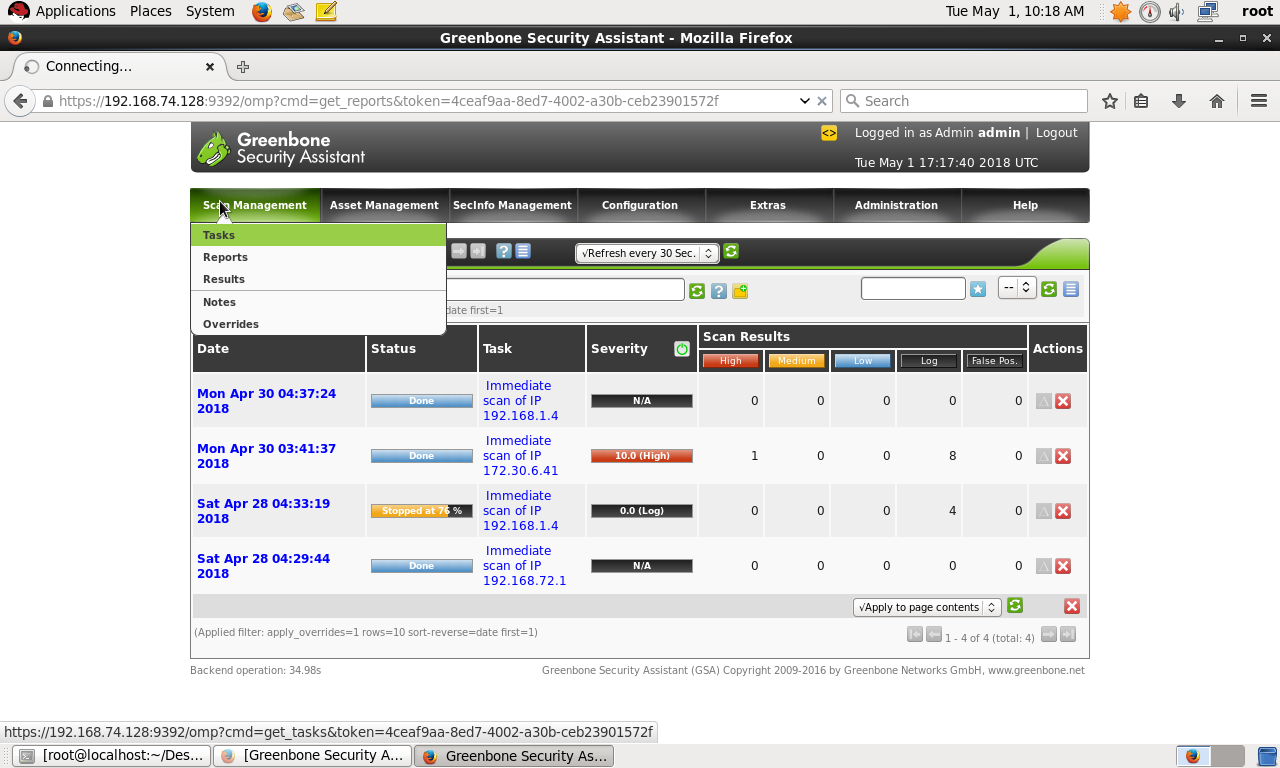 Applications Places System
Tue May 1, 10:18 AM
root
Greenbone Security Assistant - Mozilla Firefox
Connecting...
https://192.168.74.128:9392/omp?cmd=get_reports&token=4ceaf9aa-8ed7-4002-a30b-ceb23901572f
Search
Greenbone
Security Assistant
Logged in as Admin admin | Logout
Tue May 1 17:17:40 2018 UTC
Scan Management Asset Management SecInfo Management Configuration Extras Administration Help
Tasks
Reports
Results
Notes
Overrides
√Refresh every 30 Sec.
--
date first=1
Date Status Task Severity Scan Results Actions
High Medium Low Log False Pos.
Mon Apr 30 04:37:24 2018 Done Immediate scan of IP 192.168.1.4 N/A 0 0 0 0 0
Mon Apr 30 03:41:37 2018 Done Immediate scan of IP 172.30.6.41 10.0 (High) 1 0 0 8 0
Sat Apr 28 04:33:19 2018 Stopped at 76 % Immediate scan of IP 192.168.1.4 0.0 (Log) 0 0 0 4 0
Sat Apr 28 04:29:44 2018 Done Immediate scan of IP 192.168.72.1 N/A 0 0 0 0 0
√Apply to page contents
(Applied filter: apply_overrides=1 rows=10 sort-reverse=date first=1)
1 - 4 of 4 (total: 4)
Backend operation: 34.98s
Greenbone Security Assistant (GSA) Copyright 2009-2016 by Greenbone Networks GmbH, www.greenbone.net
https://192.168.74.128:9392/omp?cmd=get_tasks&token=4ceaf9aa-8ed7-4002-a30b-ceb23901572f
[root@localhost:~/Des... [Greenbone Security A... Greenbone Security As...